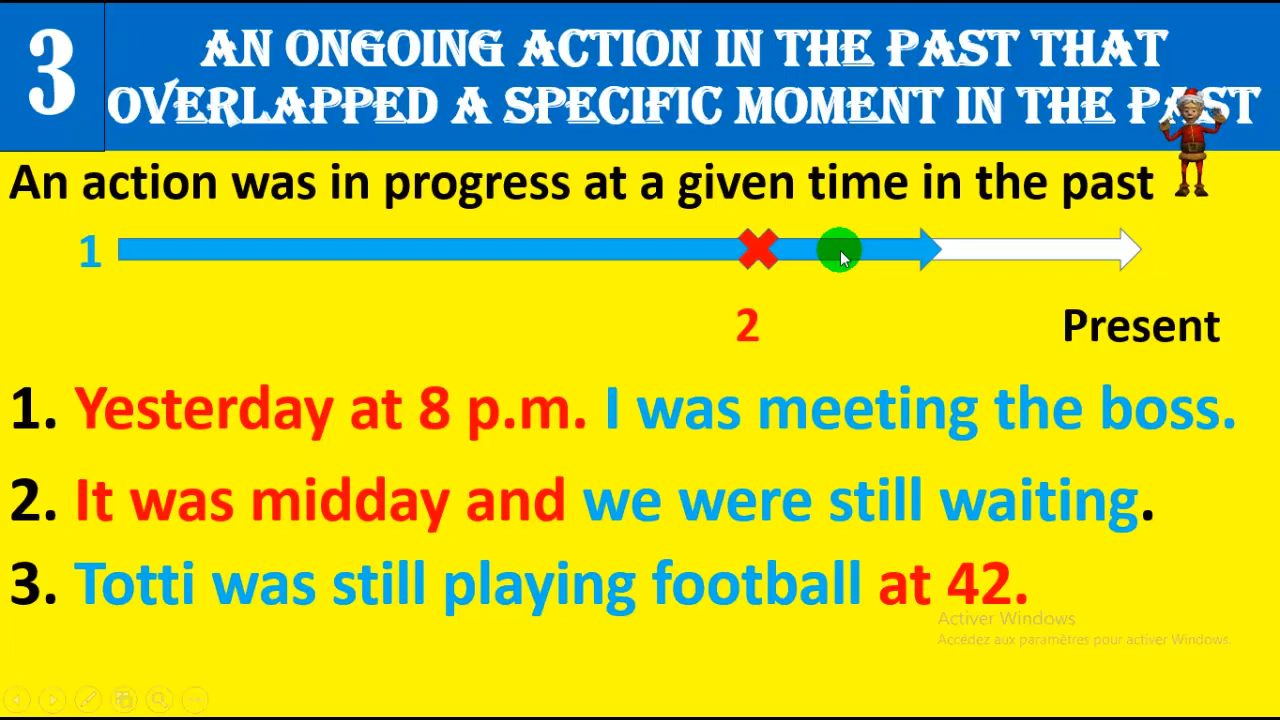 3
AN ONGOING ACTION IN THE PAST THAT
OVERLAPPED A SPECIFIC MOMENT IN THE PAST
An action was in progress at a given time in the past
1
2 Present
1. Yesterday at 8 p.m. I was meeting the boss.
2. It was midday and we were still waiting.
3. Totti was still playing football at 42.
Activer Windows
Accédez aux paramètres pour activer Windows.